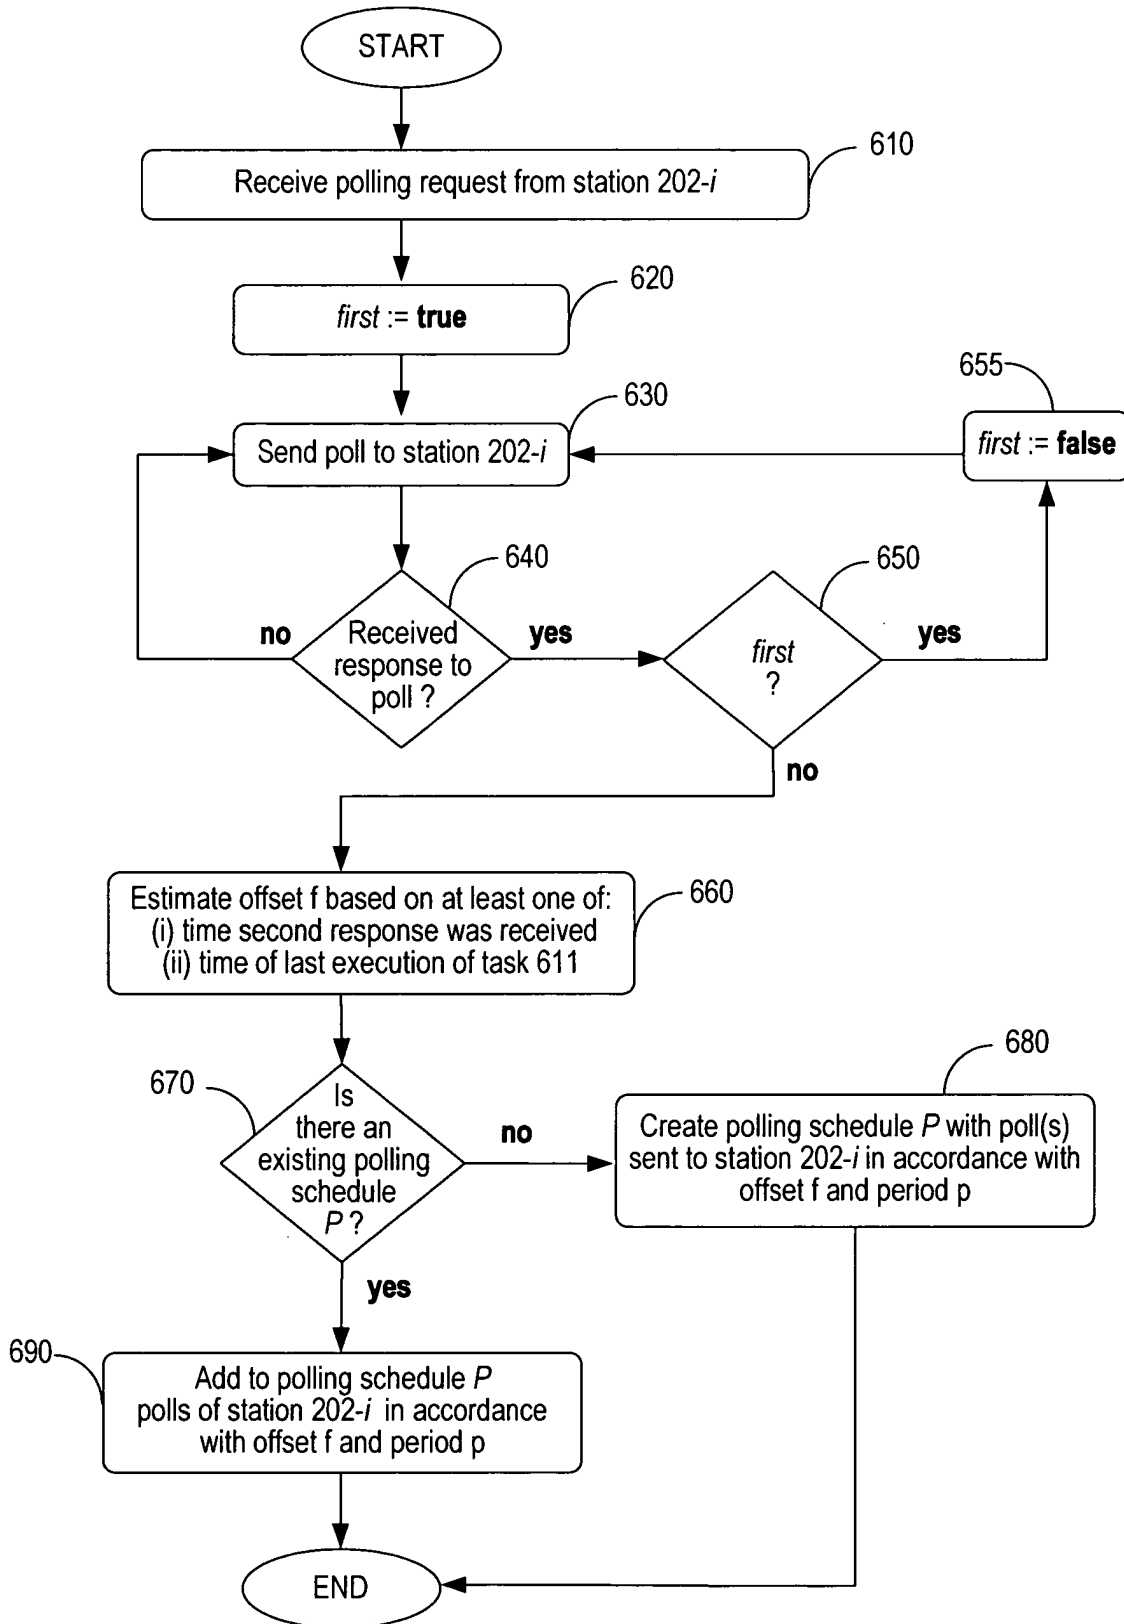 START
610
Receive polling request from station 202-i
620
first := true
655
630
Send poll to station 202-i
first := false
640
650
no
Received
response to
poll ?
yes
first
?
yes
no
Estimate offset f based on at least one of:
(i) time second response was received
(ii) time of last execution of task 611
660
680
670
Is
there an
existing polling
schedule
P ?
no
Create polling schedule P with poll(s)
sent to station 202-i in accordance with
offset f and period p
yes
690
Add to polling schedule P
polls of station 202-i in accordance
with offset f and period p
END